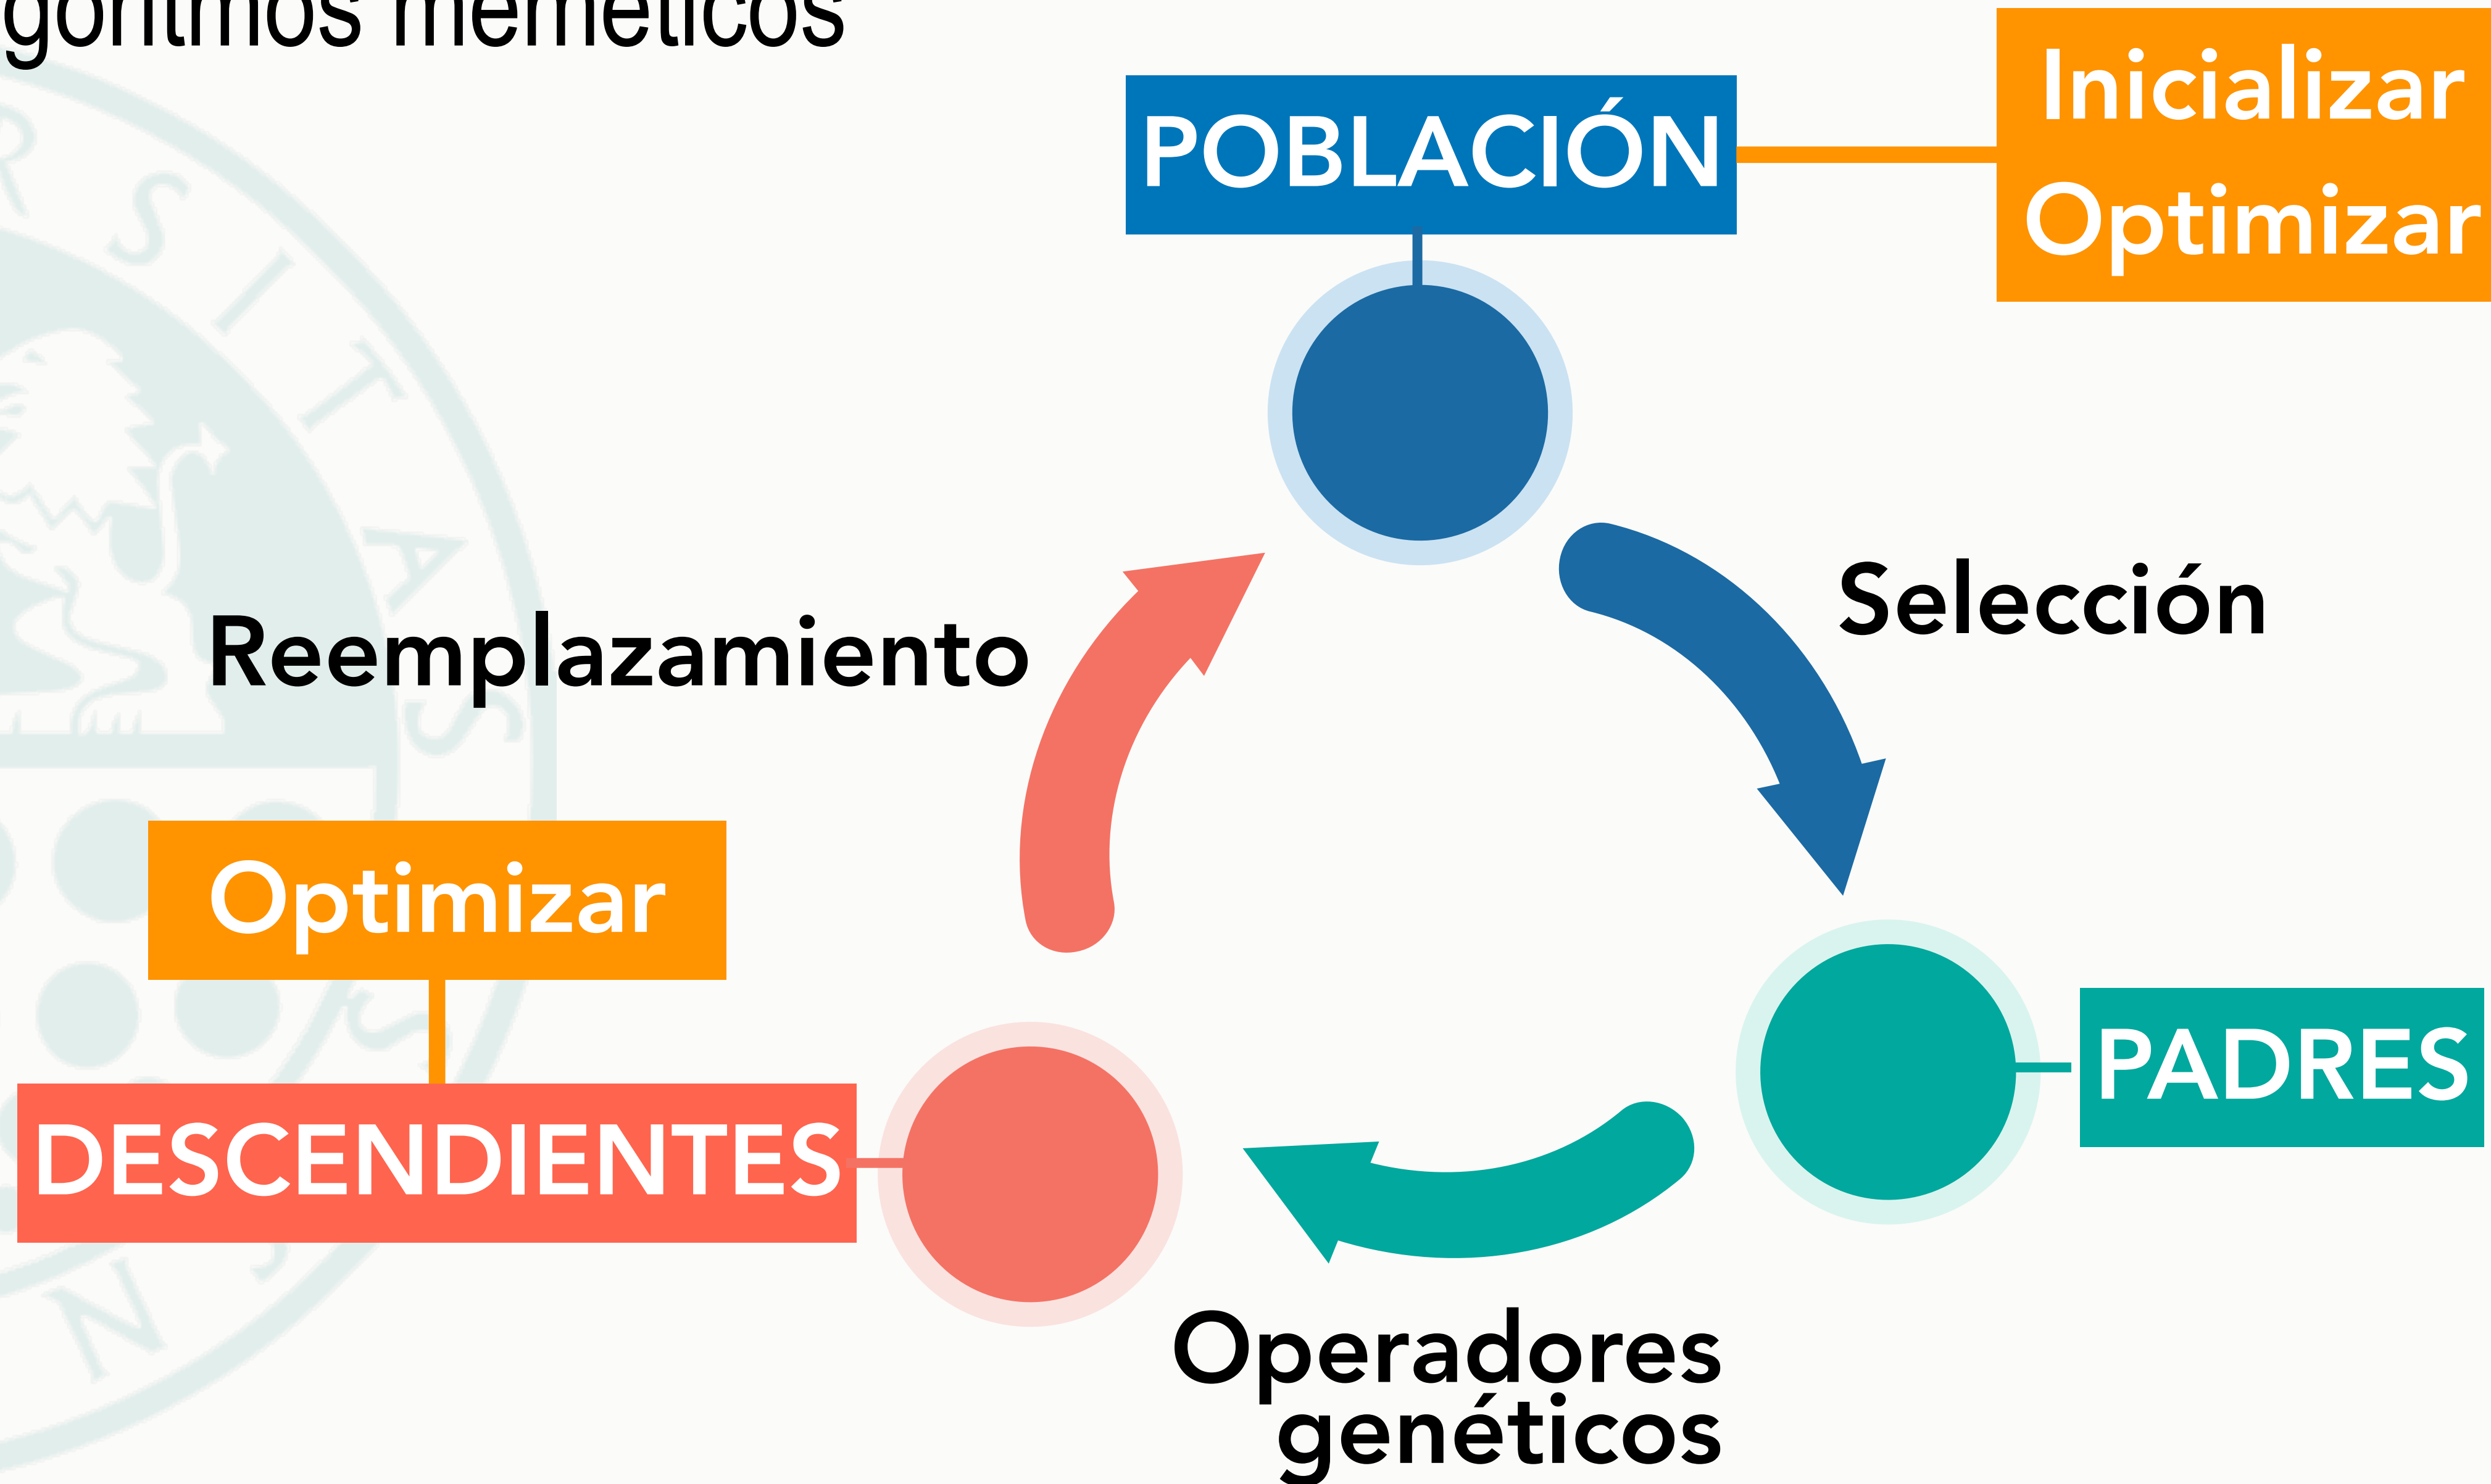 goritmos meméticos
Inicializar
Optimizar
POBLACIÓN
Selección
Reemplazamiento
Optimizar
PADRES
DESCENDIENTES
Operadores
genéticos